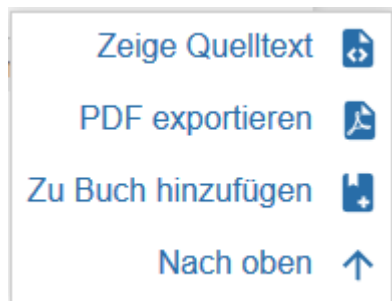 Zeige Quelltext
PDF exportieren
Zu Buch hinzufügen
Nach oben